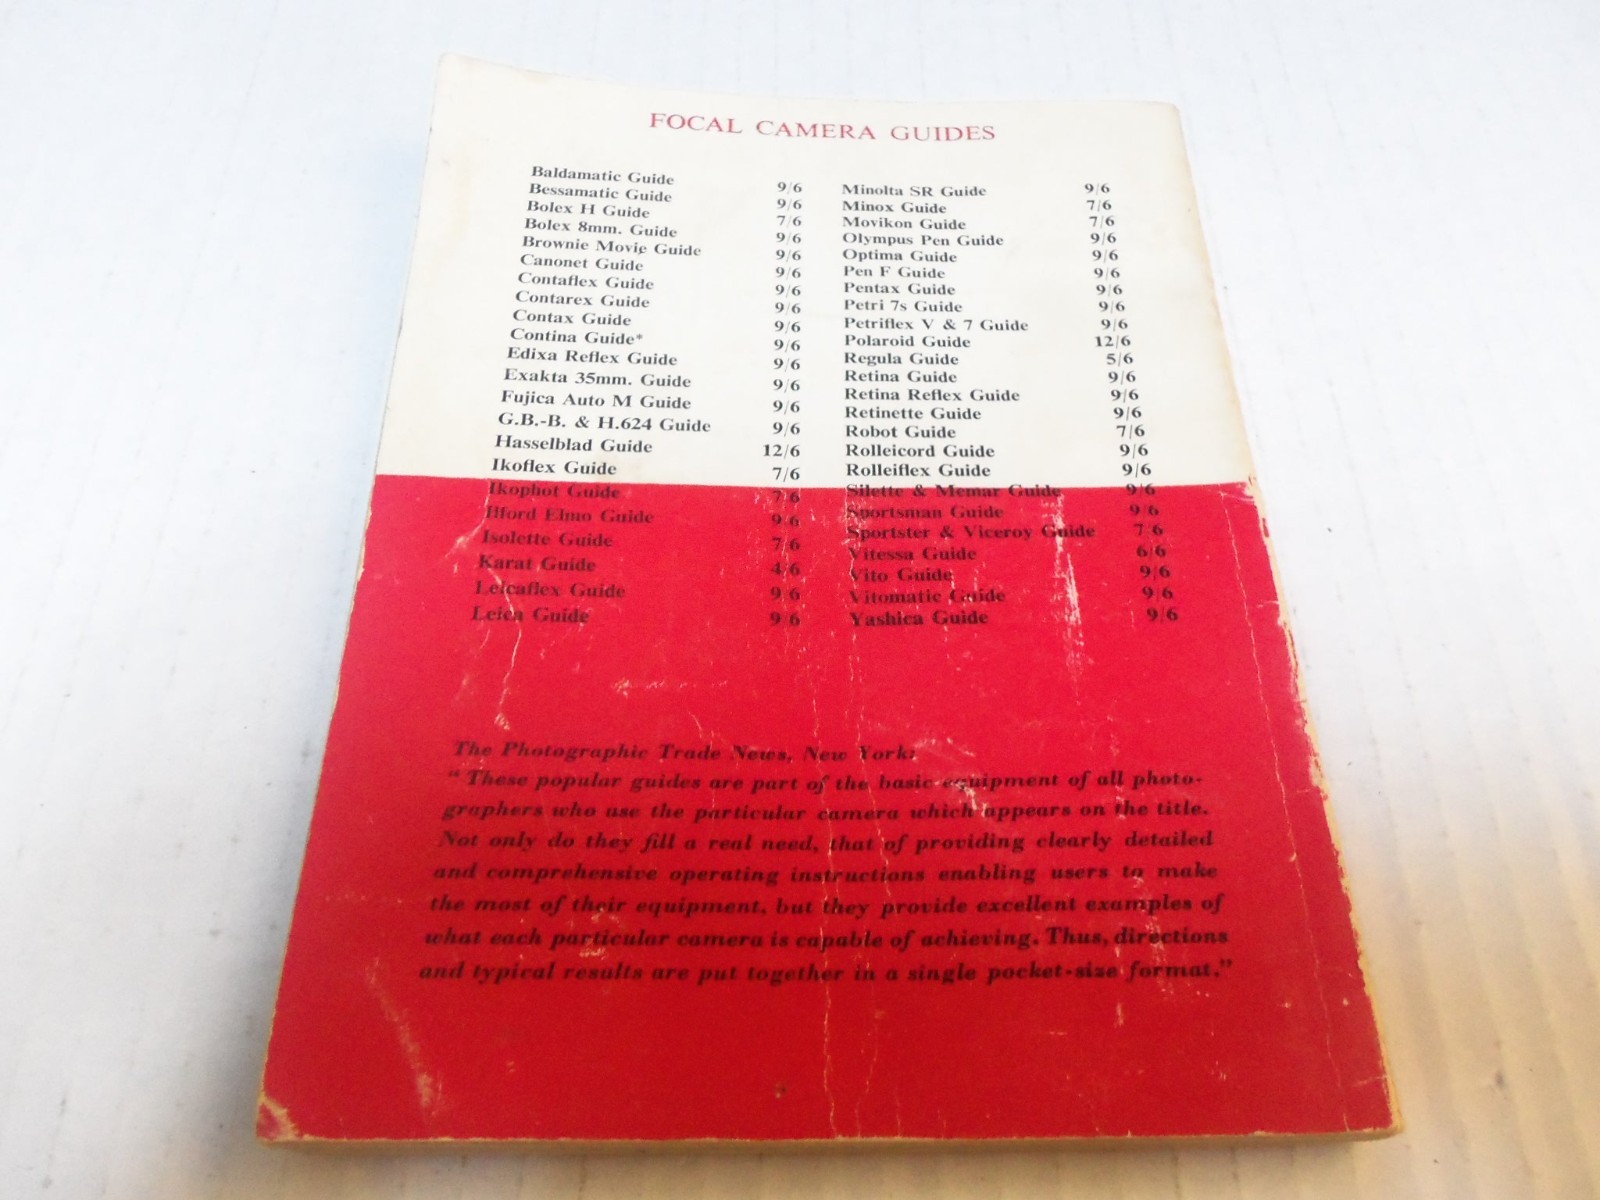 FOCAL CAMERA GUIDES
Baldamatic Guide 9/6
Bessamatic Guide 9/6
Bolex H Guide 7/6
Bolex 8mm. Guide 9/6
Brownie Movie Guide 9/6
Canonet Guide 9/6
Contaflex Guide 9/6
Contarex Guide 9/6
Contax Guide 9/6
Contina Guide* 9/6
Edixa Reflex Guide 9/6
Exakta 35mm. Guide 9/6
Fujica Auto M Guide 9/6
G.B.-B. & H.624 Guide 9/6
Hasselblad Guide 12/6
Ikoflex Guide 7/6
Ikophot Guide 7/6
Ilford Elmo Guide 9/6
Isolette Guide 7/6
Karat Guide 4/6
Leicaflex Guide 9/6
Leica Guide 9/6
Minolta SR Guide 9/6
Minox Guide 7/6
Movikon Guide 7/6
Olympus Pen Guide 9/6
Optima Guide 9/6
Pen F Guide 9/6
Pentax Guide 9/6
Petri 7s Guide 9/6
Petriflex V & 7 Guide 9/6
Polaroid Guide 12/6
Regula Guide 5/6
Retina Guide 9/6
Retina Reflex Guide 9/6
Retinette Guide 9/6
Robot Guide 7/6
Rolleicord Guide 9/6
Rolleiflex Guide 9/6
Silette & Memar Guide 9/6
Sportsman Guide 9/6
Sportster & Viceroy Guide 7/6
Vitessa Guide 6/6
Vito Guide 9/6
Vitomatic Guide 9/6
Yashica Guide 9/6
The Photographic Trade News, New York:
"These popular guides are part of the basic equipment of all photo-
graphers who use the particular camera which appears on the title.
Not only do they fill a real need, that of providing clearly detailed
and comprehensive operating instructions enabling users to make
the most of their equipment, but they provide excellent examples of
what each particular camera is capable of achieving. Thus, directions
and typical results are put together in a single pocket-size format."